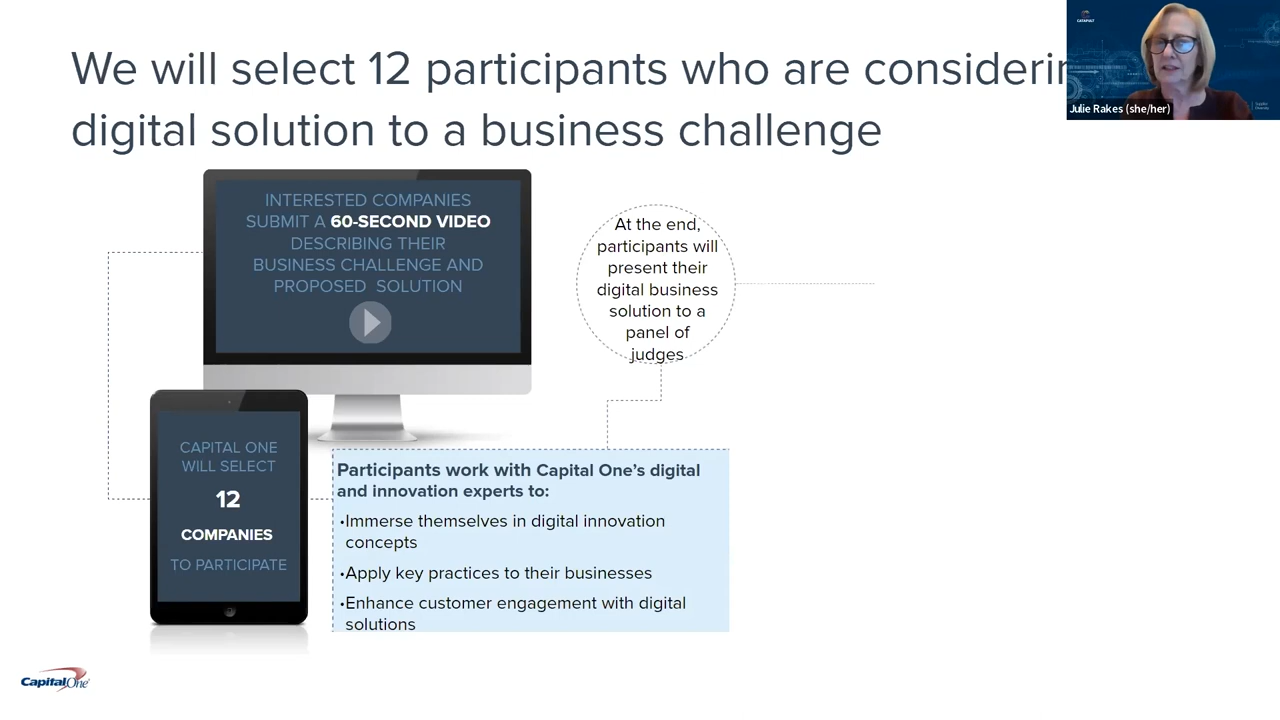 We will select 12 participants who are considerin
digital solution to a business challenge
CATAPULT
Julie Rakes (she/her)
Supplier
Diversity
INTERESTED COMPANIES
SUBMIT A 60-SECOND VIDEO
DESCRIBING THEIR
BUSINESS CHALLENGE AND
PROPOSED SOLUTION
At the end,
participants will
present their
digital business
solution to a
panel of
judges
CAPITAL ONE
WILL SELECT
12
COMPANIES
TO PARTICIPATE
Participants work with Capital One’s digital
and innovation experts to:
•Immerse themselves in digital innovation
concepts
•Apply key practices to their businesses
•Enhance customer engagement with digital
solutions
Capital One